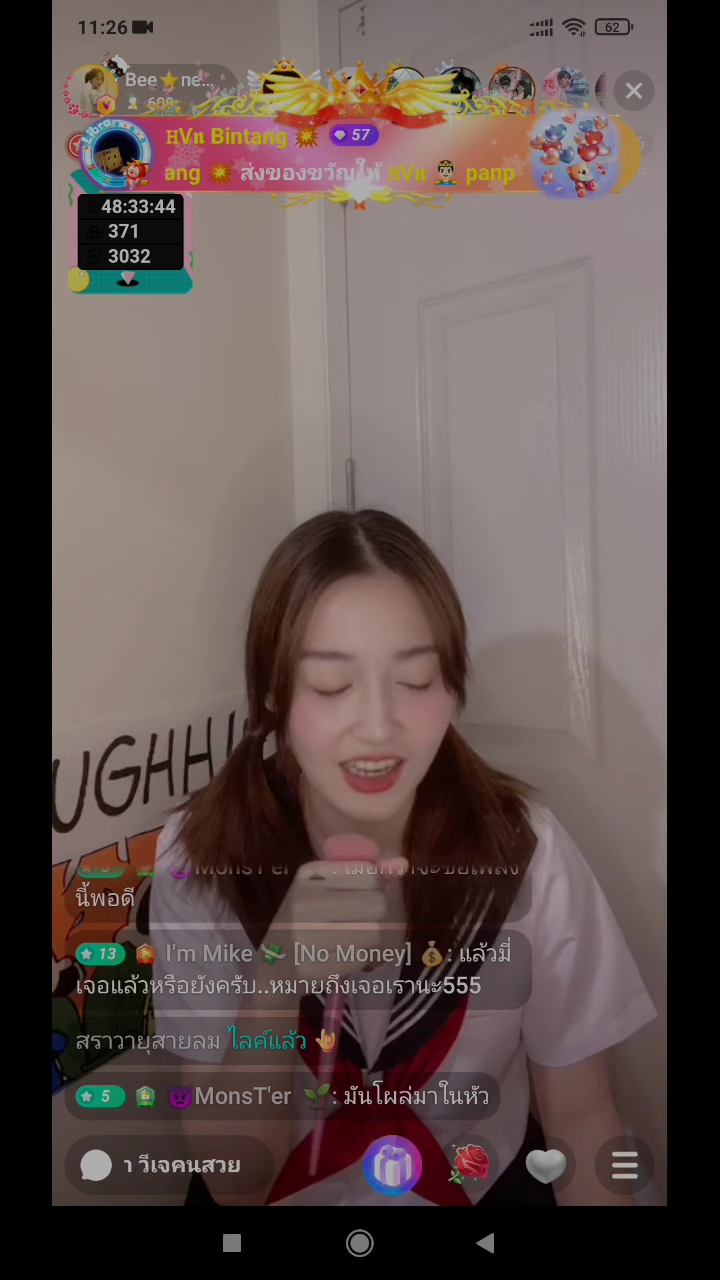 11:26
62
Bee⭐ne...
609
HVn Bintang 💥 57
ang 💥 ส่งของขวัญให้ HVn 🤴🏻 panp
48:33:44
371
3032
UGHH
นี้พอดี
13 I'm Mike 💸 [No Money] 💰: แล้วมี่
เจอแล้วหรือยังครับ..หมายถึงเจอเรานะ555
สราวายุสายลม ไลค์แล้ว 🤟
5 😈MonsT'er 🌱: มันโผล่มาในหัว
า วีเจคนสวย